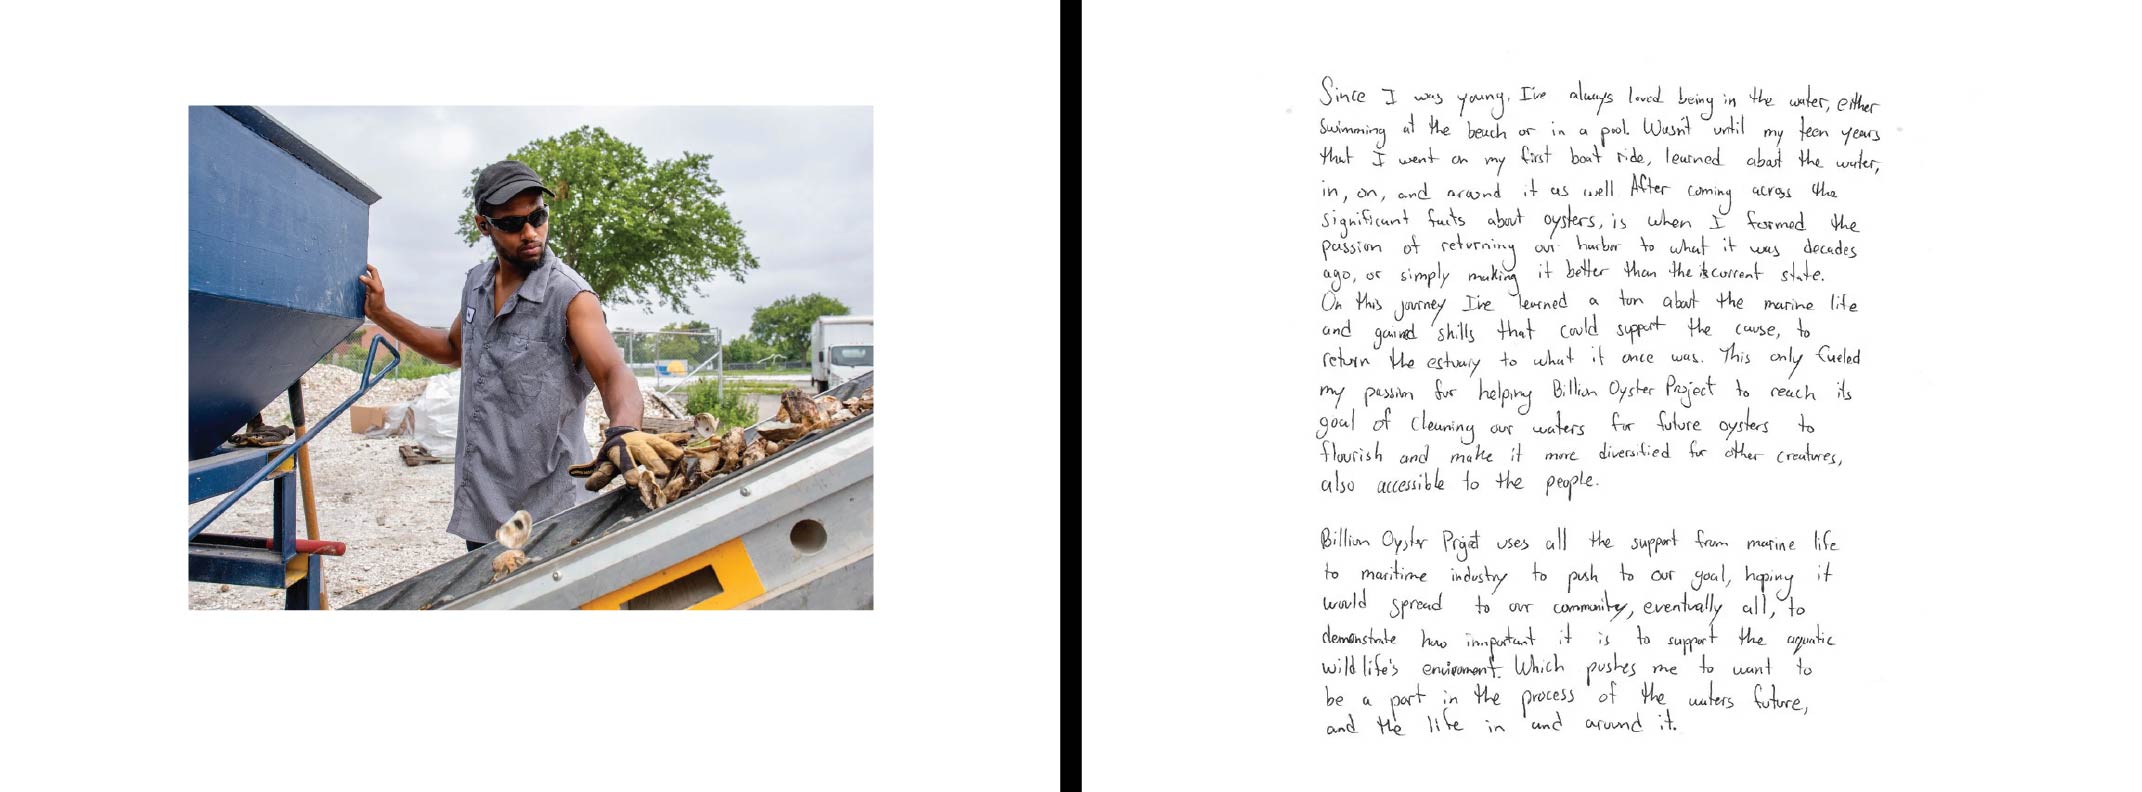 Since I was young, I've always loved being in the water, either
swimming at the beach or in a pool. Wasn't until my teen years
that I went on my first boat ride, learned about the water,
in, on, and around it as well. After coming across the
significant facts about oysters, is when I formed the
passion of returning our harbor to what it was decades
ago, or simply making it better than the current state.
On this journey I've learned a ton about the marine life
and gained skills that could support the cause, to
return the estuary to what it once was. This only fueled
my passion for helping Billion Oyster Project to reach its
goal of cleaning our waters for future oysters to
flourish and make it more diversified for other creatures,
also accessible to the people.
Billion Oyster Projet uses all the support from marine life
to maritime industry to push to our goal, hoping it
would spread to our community, eventually all, to
demonstrate how important it is to support the aquatic
wild life's enviroment. Which pushes me to want to
be a part in the process of the waters future,
and the life in and around it.